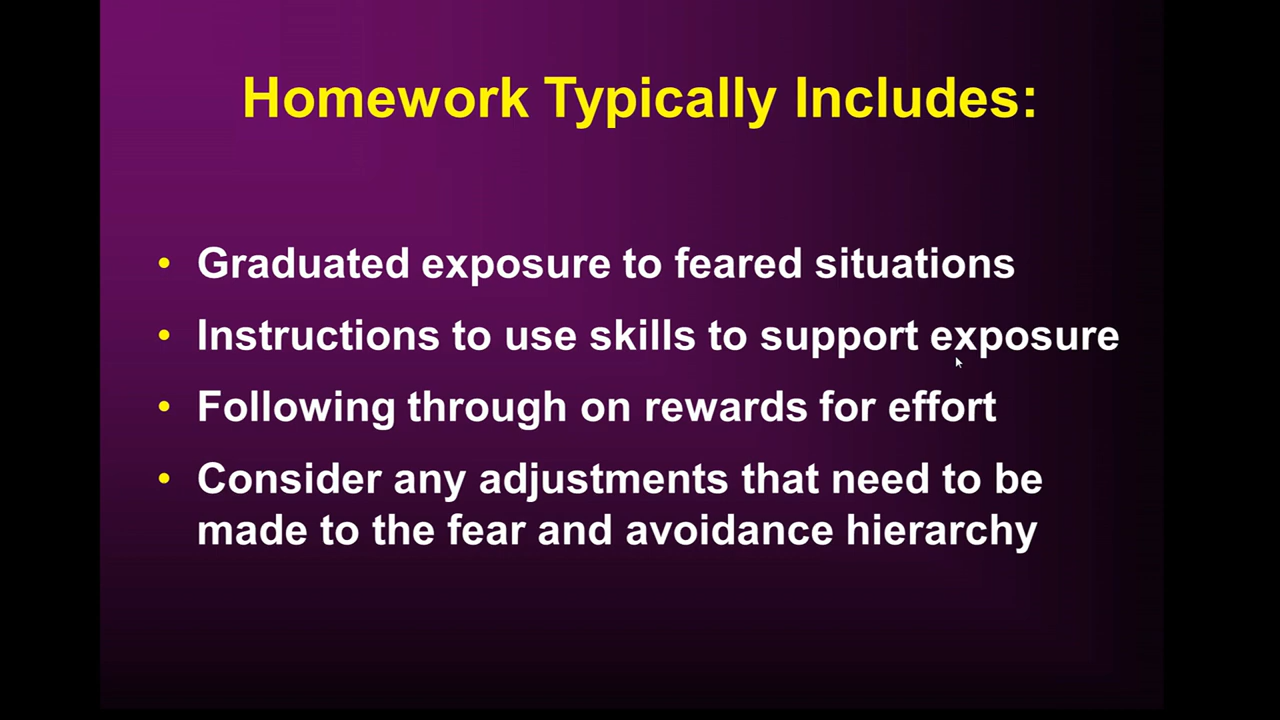 Homework Typically Includes:
• Graduated exposure to feared situations
• Instructions to use skills to support exposure
• Following through on rewards for effort
• Consider any adjustments that need to be
made to the fear and avoidance hierarchy